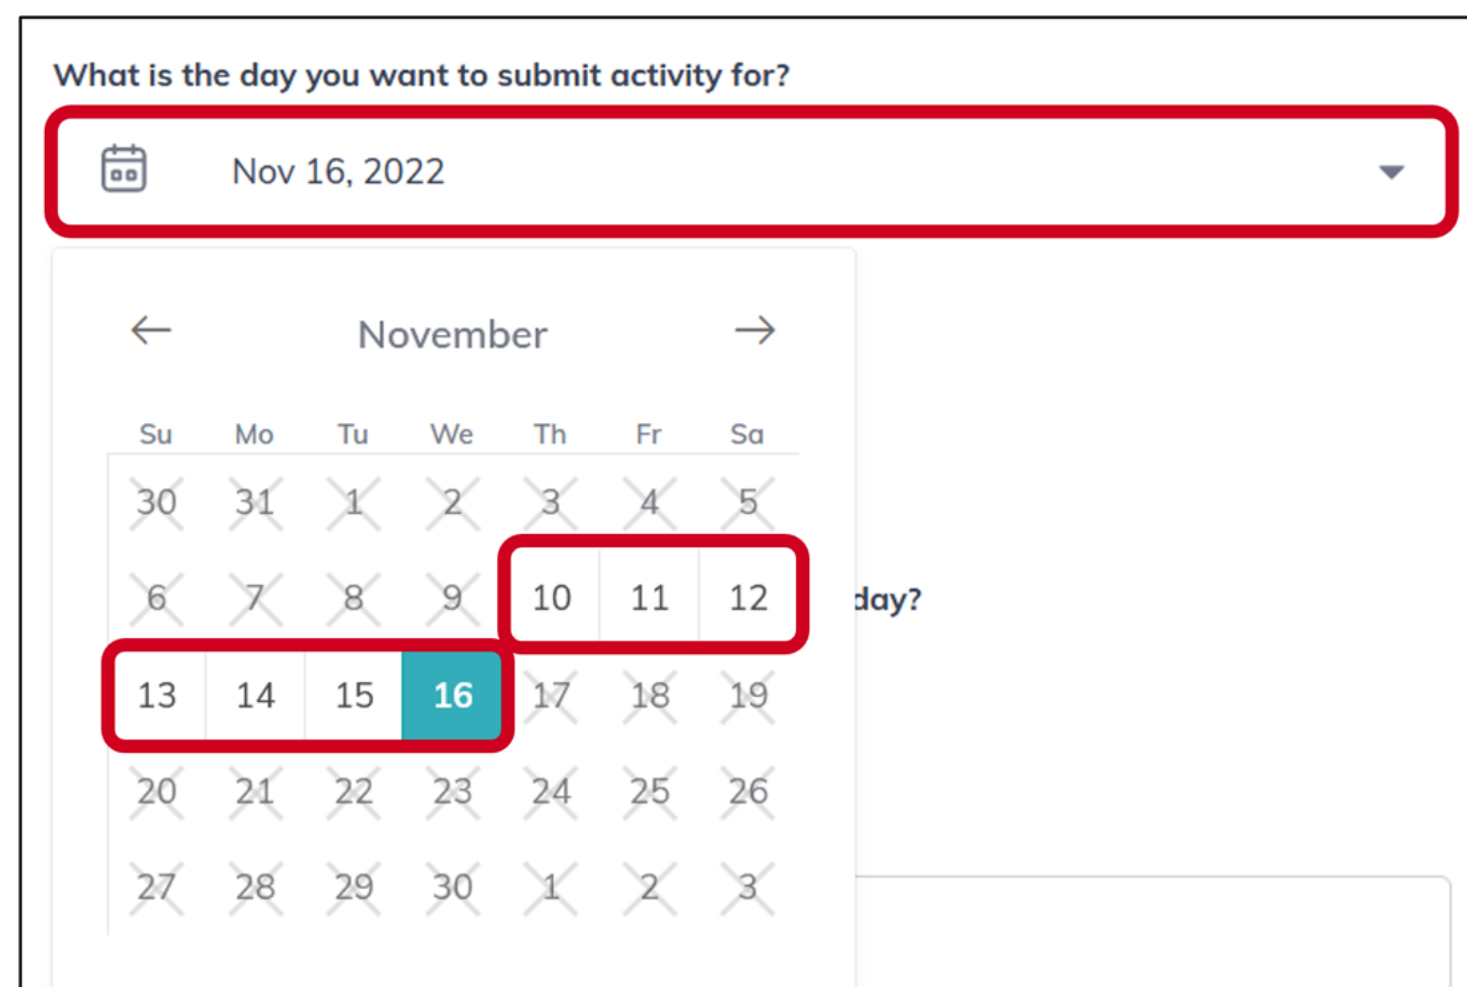 What is the day you want to submit activity for?
Nov 16, 2022
November
Su Mo Tu We Th Fr Sa
30 31 1 2 3 4 5
6 7 8 9 10 11 12
day?
13 14 15 16 17 18 19
20 21 22 23 24 25 26
27 28 29 30 1 2 3